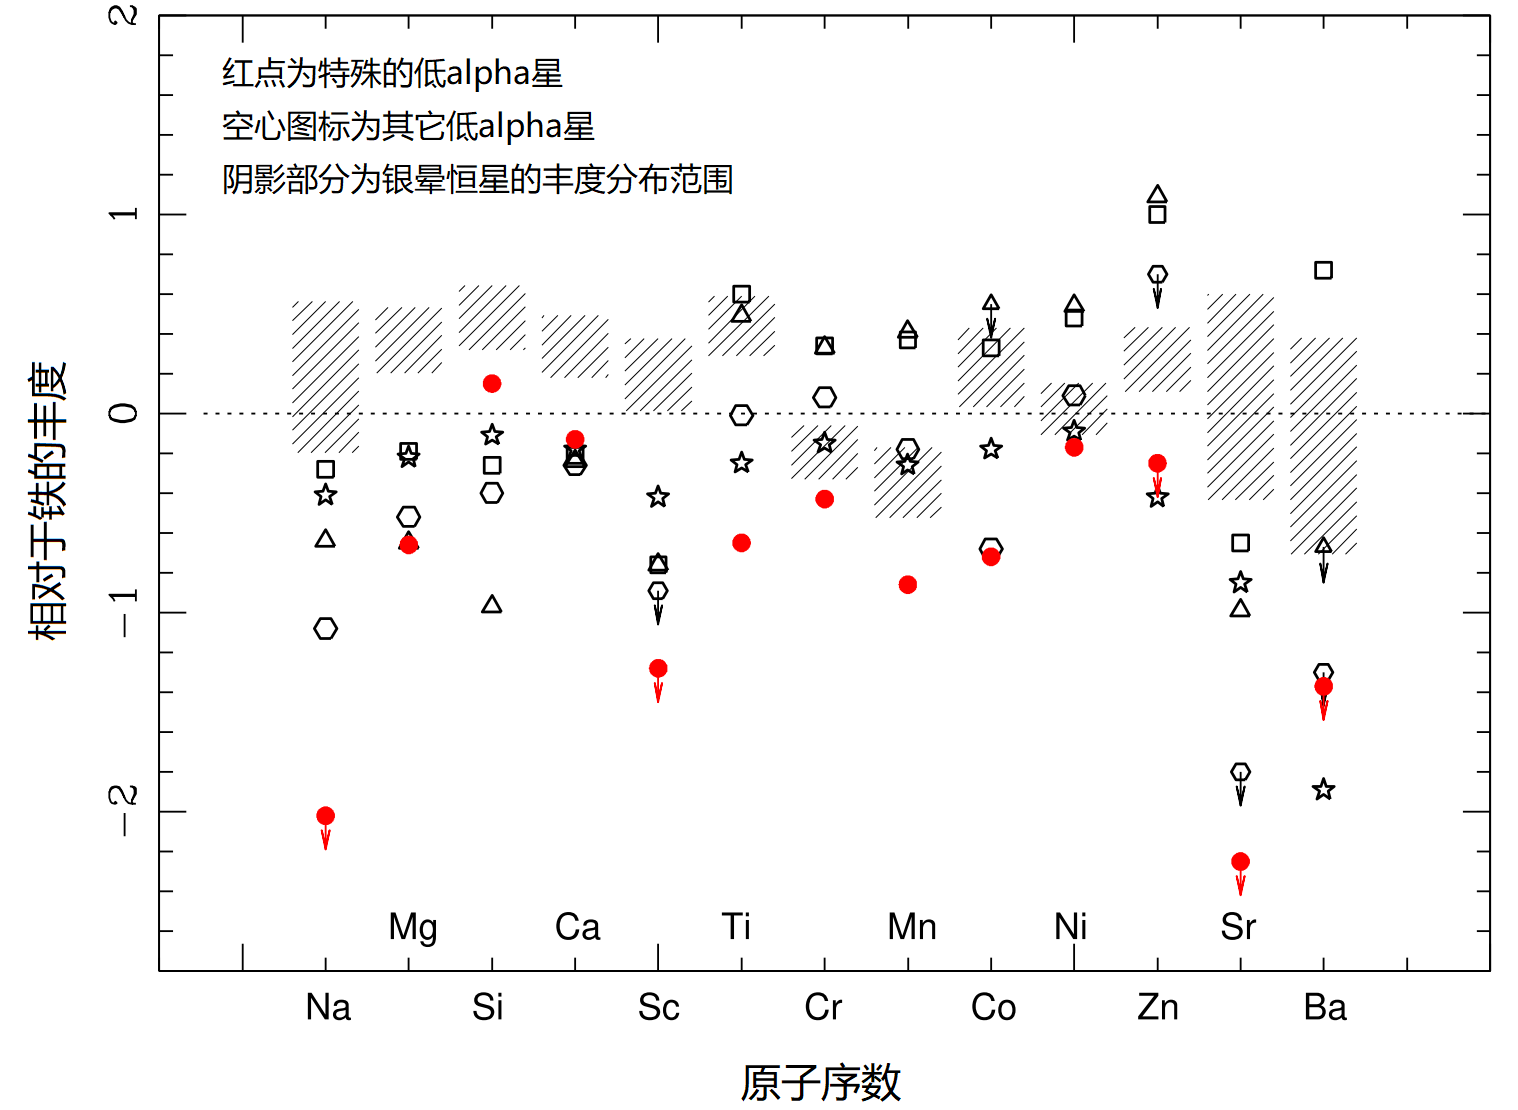 红点为特殊的低alpha星
空心图标为其它低alpha星
阴影部分为银晕恒星的丰度分布范围
相对于铁的丰度
2
1
0
−1
−2
Mg Ca Ti Mn Ni Sr
Na Si Sc Cr Co Zn Ba
原子序数